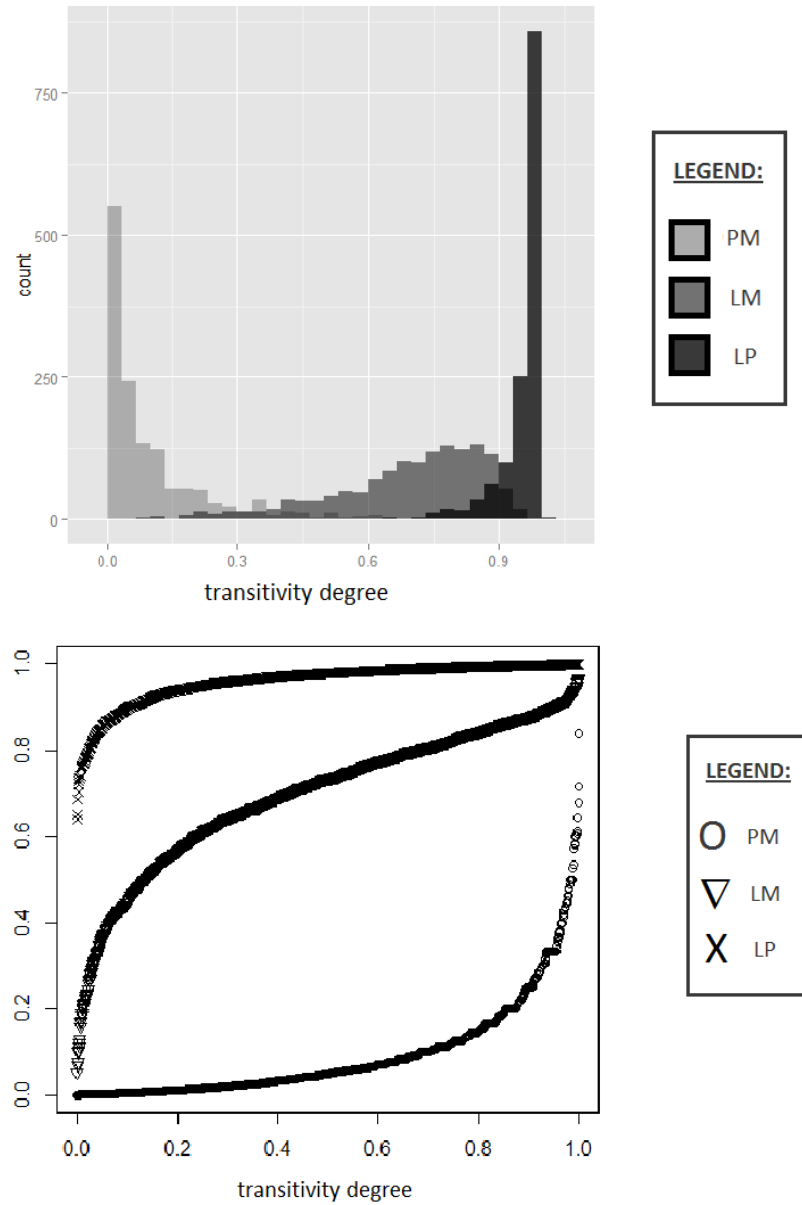 750
500
250
0
count
0.0 0.3 0.6 0.9
transitivity degree
LEGEND:
PM
LM
LP
1.0
0.8
0.6
0.4
0.2
0.0
0.0 0.2 0.4 0.6 0.8 1.0
transitivity degree
LEGEND:
O PM
▽ LM
X LP